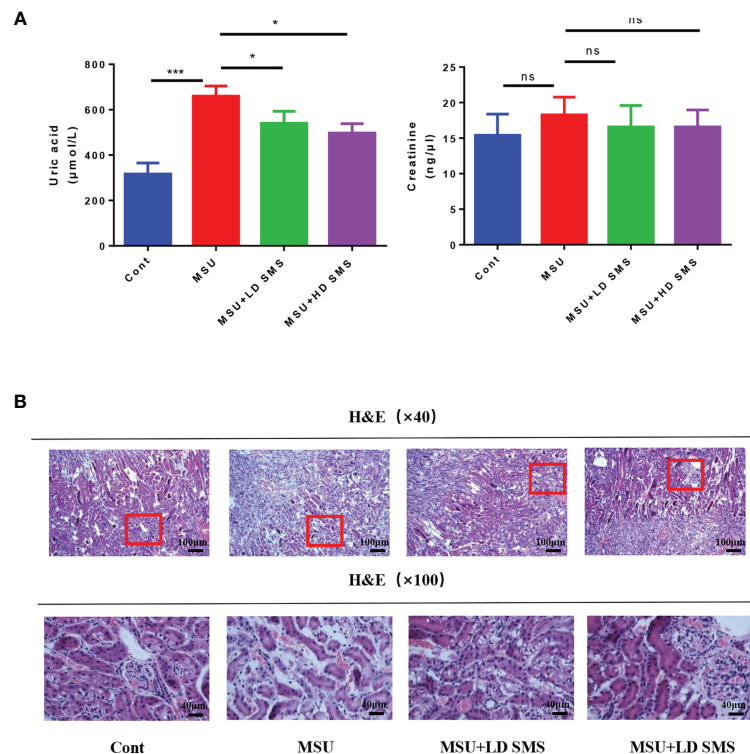 A
*
*
***
800
600
400
200
0
Uric acid
(μmol/L)
Cont
MSU
MSU+LD SMS
MSU+HD SMS
ns
ns
ns
25
20
15
10
5
0
Creatinine
(ng/μl)
Cont
MSU
MSU+LD SMS
MSU+HD SMS
B
H&E (×40)
100μm 100μm 100μm 100μm
H&E (×100)
40μm 40μm 40μm 40μm
Cont MSU MSU+LD SMS MSU+LD SMS